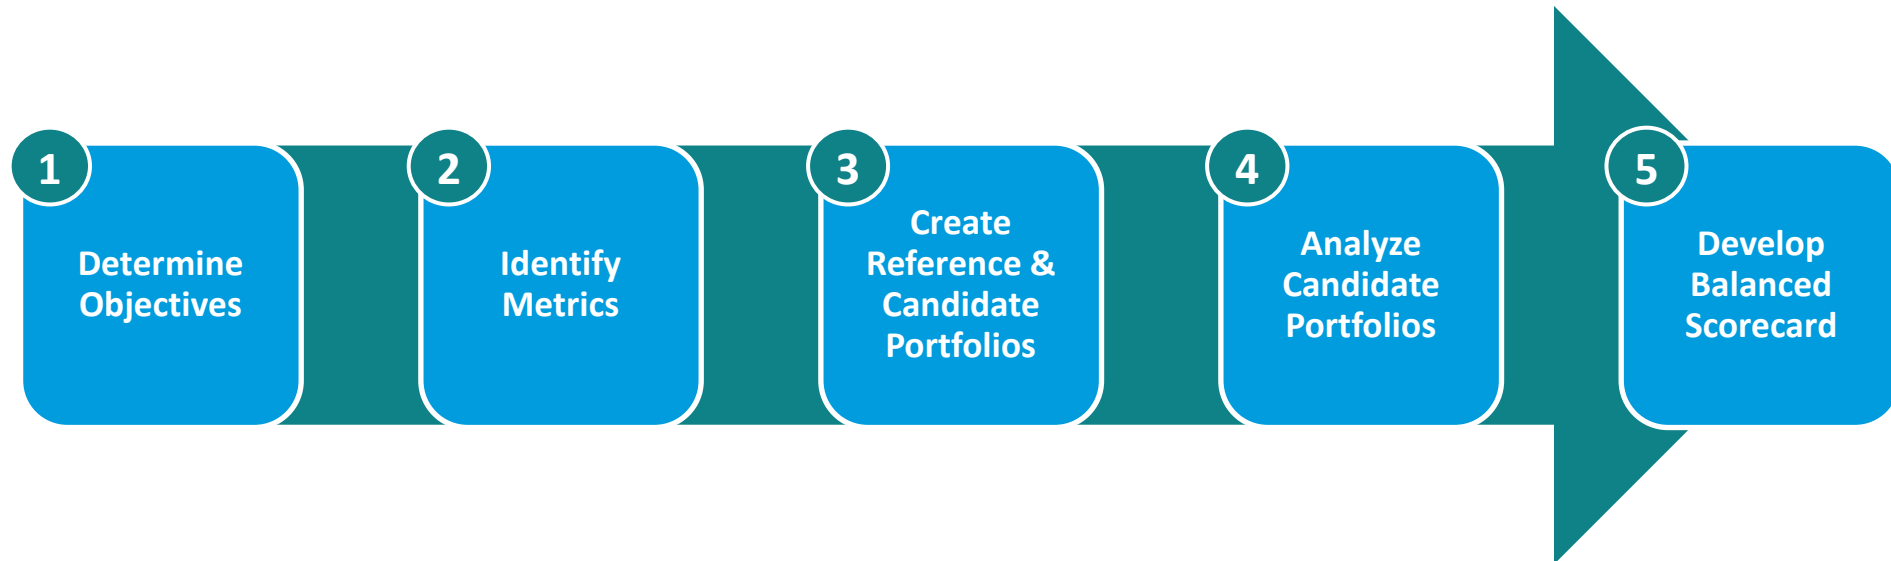 1
Determine
Objectives
2
Identify
Metrics
3
Create
Reference &
Candidate
Portfolios
4
Analyze
Candidate
Portfolios
5
Develop
Balanced
Scorecard